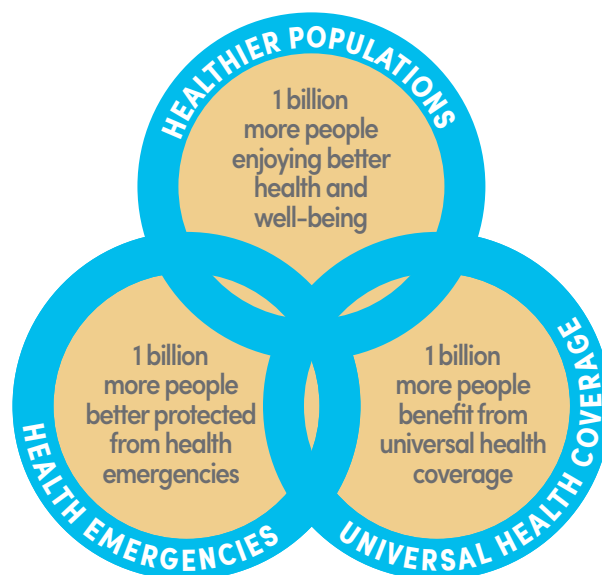 HEALTHIER POPULATIONS
1 billion
more people
enjoying better
health and
well-being
1 billion
more people
better protected
from health
emergencies
HEALTH EMERGENCIES
1 billion
more people
benefit from
universal health
coverage
UNIVERSAL HEALTH COVERAGE